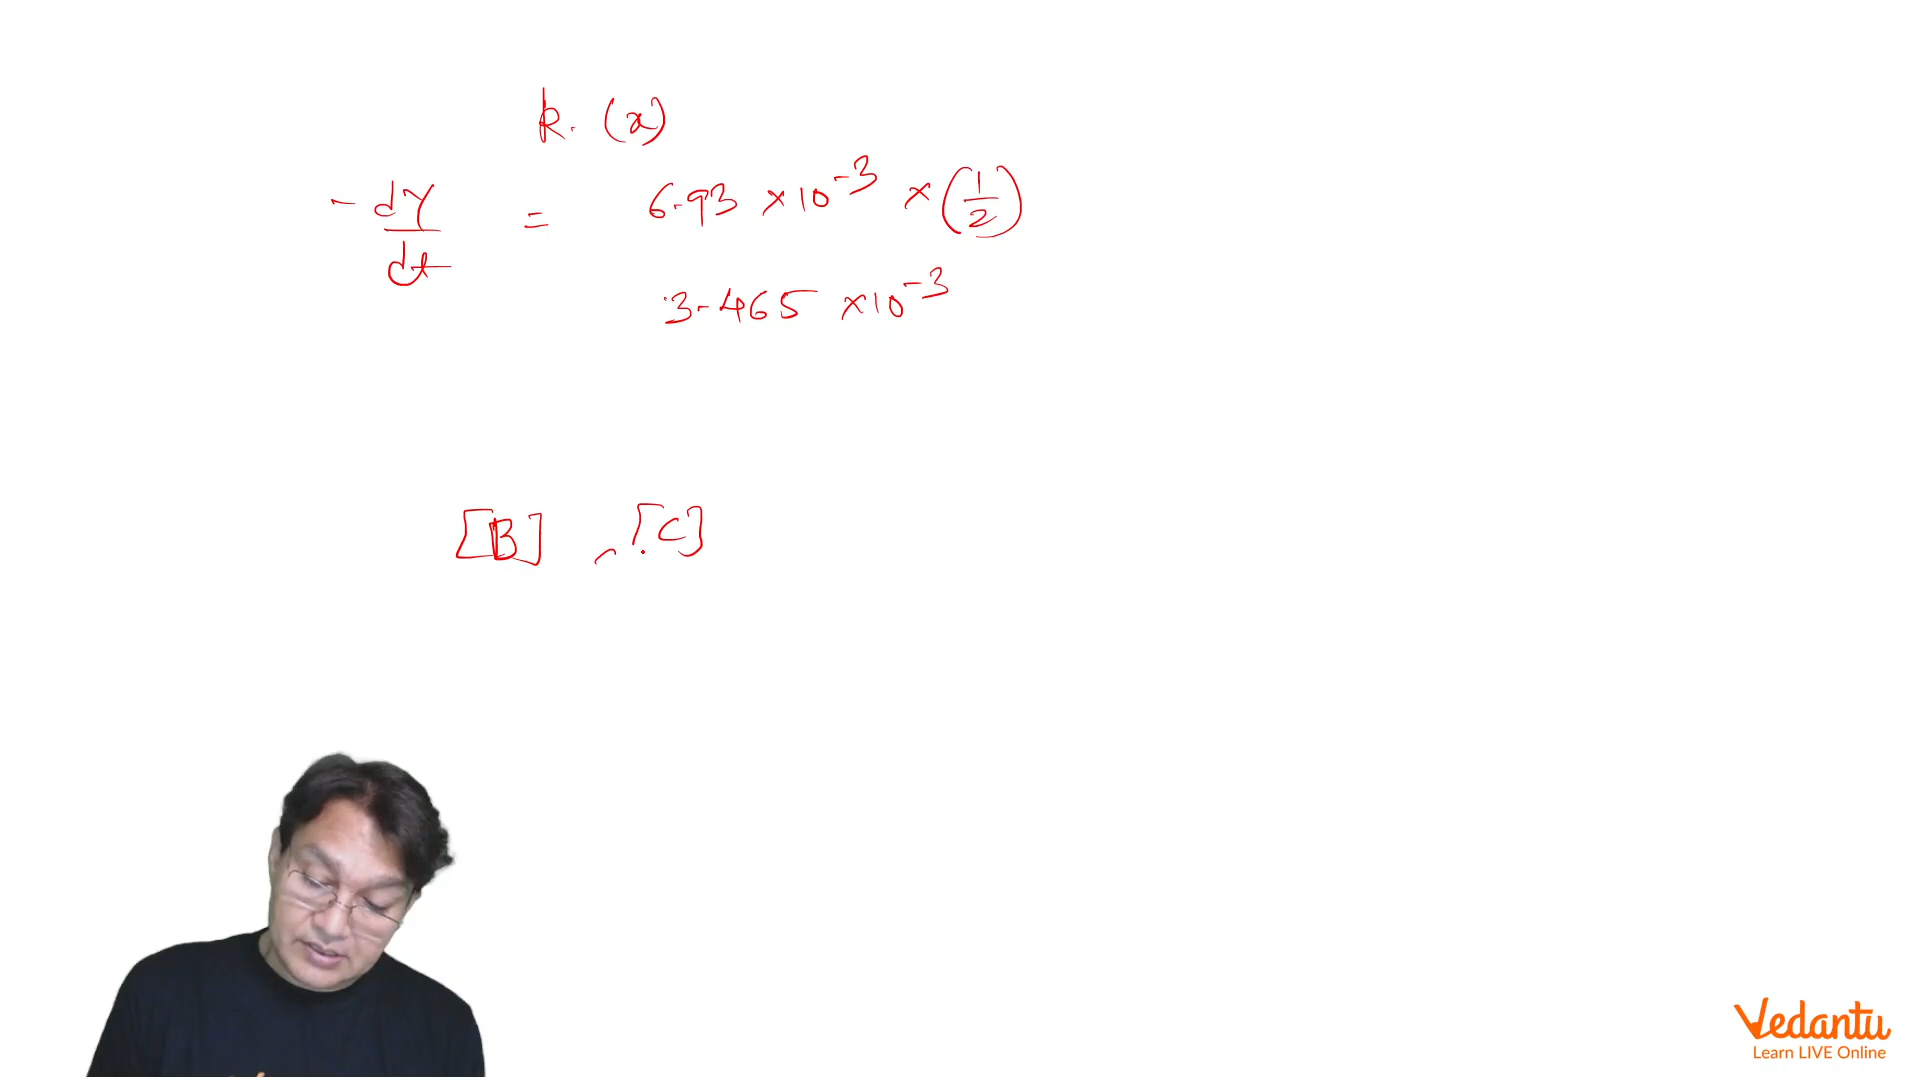 k. (x)
- dy/dt = 6.93 × 10⁻³ × (1/2)
3.465 × 10⁻³
[B] , [C]
Vedantu
Learn LIVE Online